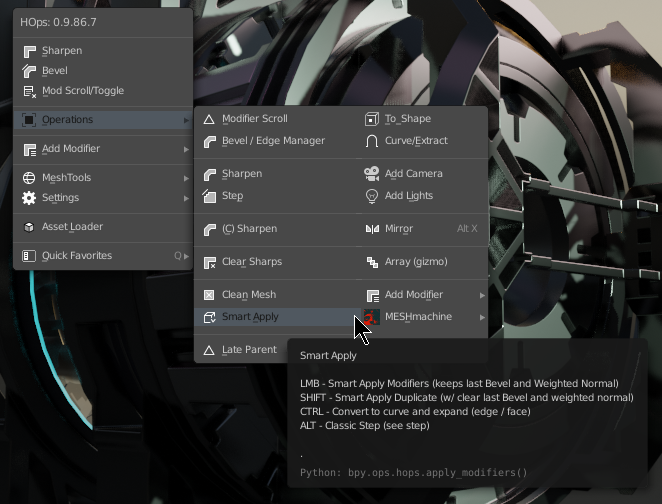 HOps: 0.9.86.7
Sharpen
Bevel
Mod Scroll/Toggle
Operations
Add Modifier
MeshTools
Settings
Asset Loader
Quick Favorites Q
Modifier Scroll
Bevel / Edge Manager
Sharpen
Step
(C) Sharpen
Clear Sharps
Clean Mesh
Smart Apply
Late Parent
To_Shape
Curve/Extract
Add Camera
Add Lights
Mirror Alt X
Array (gizmo)
Add Modifier
MESHmachine
Smart Apply
LMB - Smart Apply Modifiers (keeps last Bevel and Weighted Normal)
SHIFT - Smart Apply Duplicate (w/ clear last Bevel and weighted normal)
CTRL - Convert to curve and expand (edge / face)
ALT - Classic Step (see step)
.
Python: bpy.ops.hops.apply_modifiers()